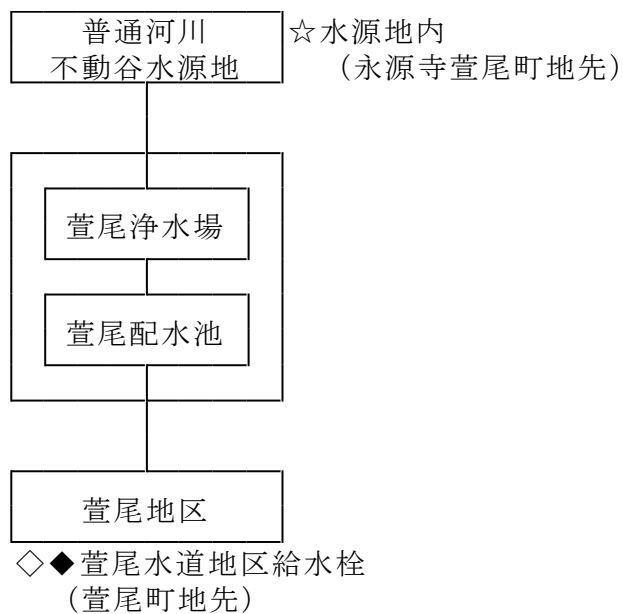 普通河川 ☆水源地内
不動谷水源地 （永源寺萱尾町地先）
萱尾浄水場
萱尾配水池
萱尾地区
◇◆萱尾水道地区給水栓
（萱尾町地先）